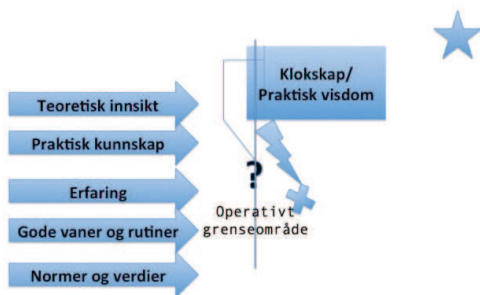 Klokskap/
Praktisk visdom
Teoretisk innsikt
Praktisk kunnskap
Erfaring
Gode vaner og rutiner
Normer og verdier
?
Operativt
grenseområde